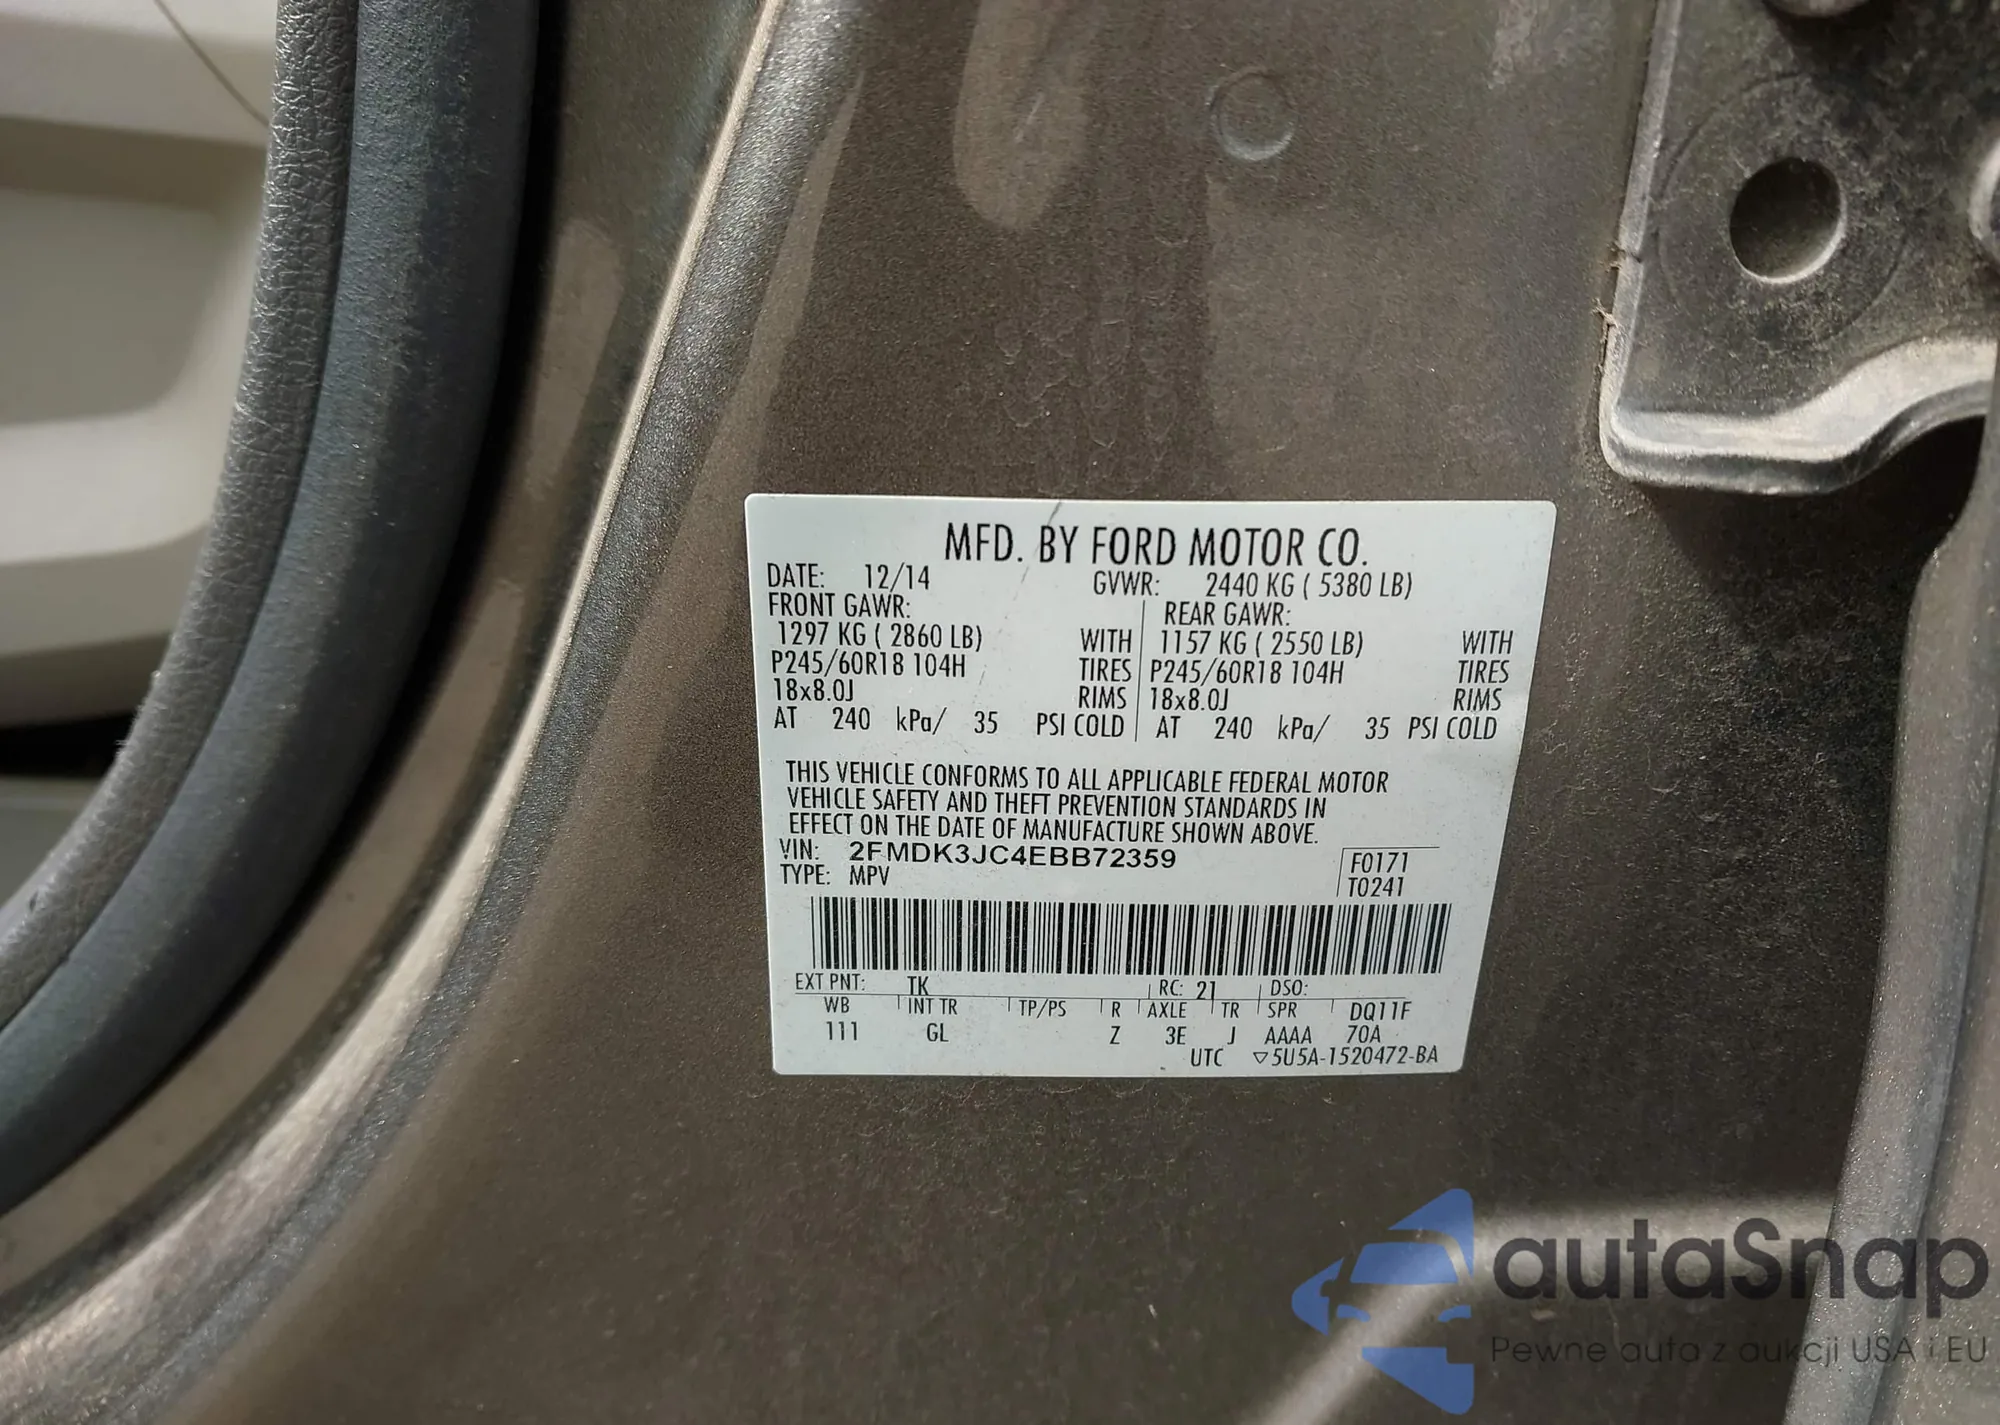 MFD. BY FORD MOTOR CO.
DATE: 12/14 GVWR: 2440 KG ( 5380 LB)
FRONT GAWR: REAR GAWR:
1297 KG ( 2860 LB) WITH 1157 KG ( 2550 LB) WITH
P245/60R18 104H TIRES P245/60R18 104H TIRES
18x8.0J RIMS 18x8.0J RIMS
AT 240 kPa/ 35 PSI COLD AT 240 kPa/ 35 PSI COLD
THIS VEHICLE CONFORMS TO ALL APPLICABLE FEDERAL MOTOR
VEHICLE SAFETY AND THEFT PREVENTION STANDARDS IN
EFFECT ON THE DATE OF MANUFACTURE SHOWN ABOVE.
VIN: 2FMDK3JC4EBB72359
TYPE: MPV
F0171
T0241
EXT PNT: TK RC: 21 DSO:
WB INT TR TP/PS R AXLE TR SPR DQ11F
111 GL Z 3E J AAAA 70A
UTC ▽5U5A-1520472-BA
autaSnap
Pewne auta z aukcji USA i EU